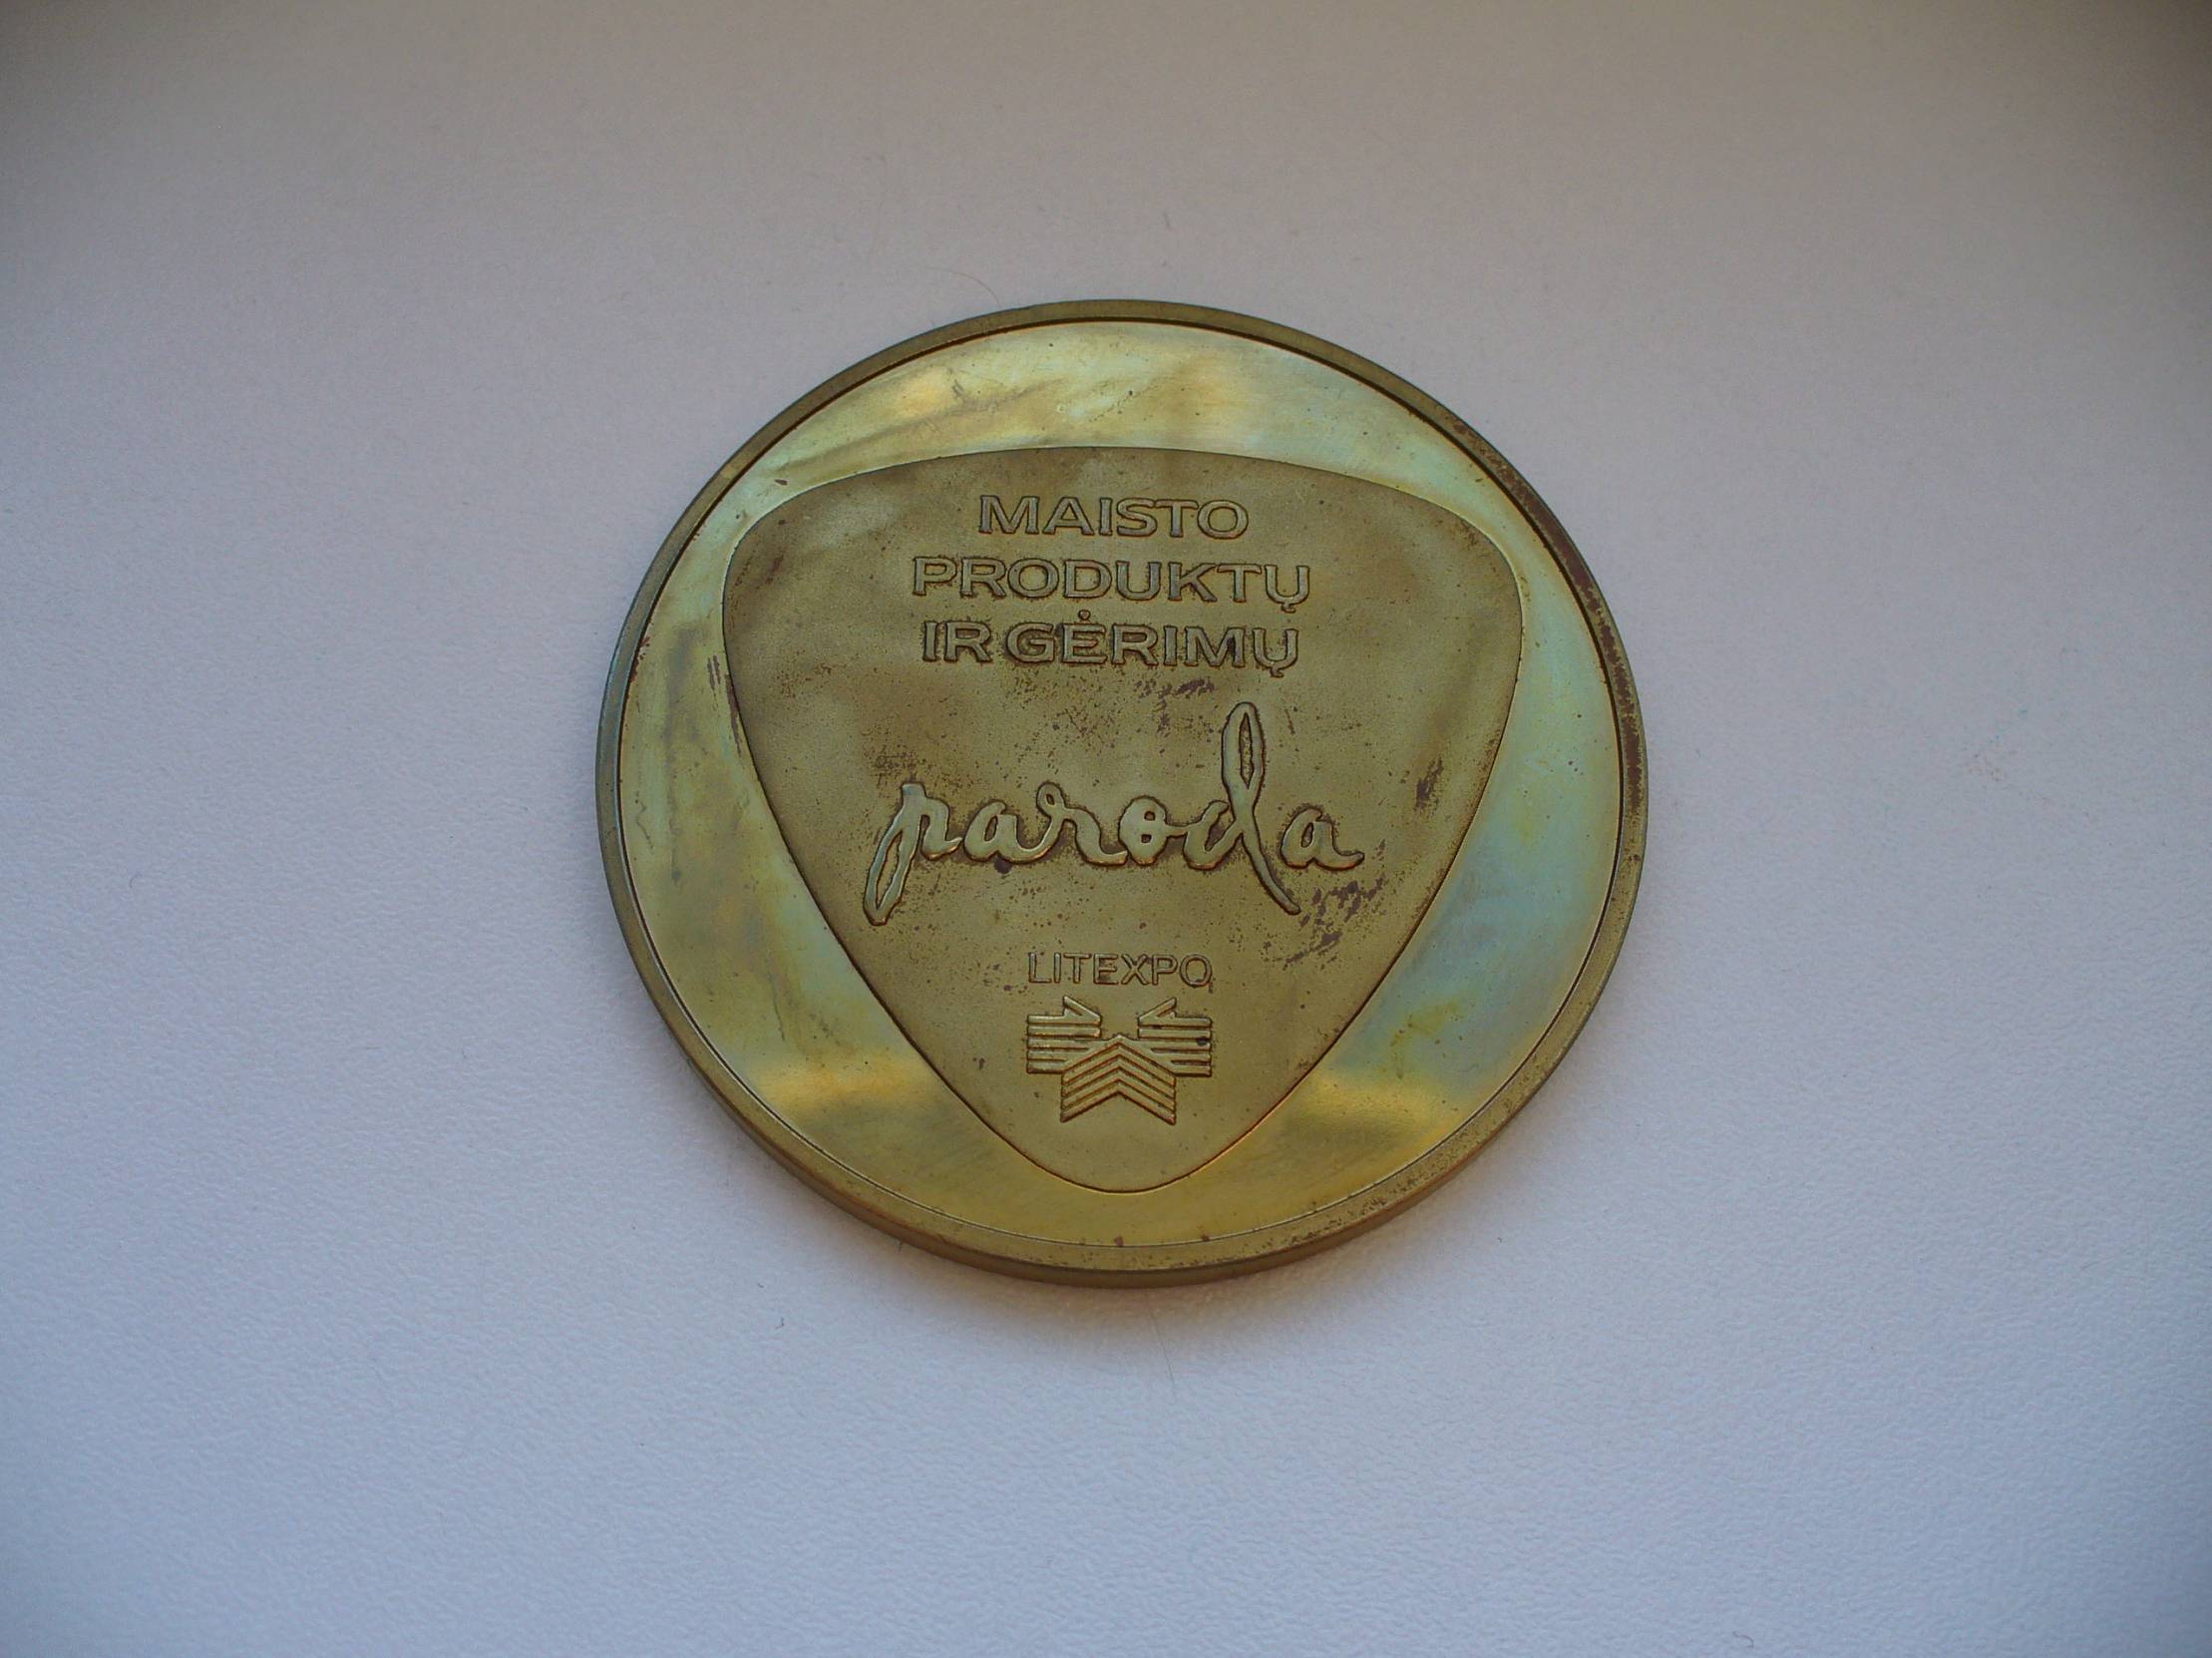 MAISTO
PRODUKTŲ
IR GĖRIMŲ
paroda
LITEXPO